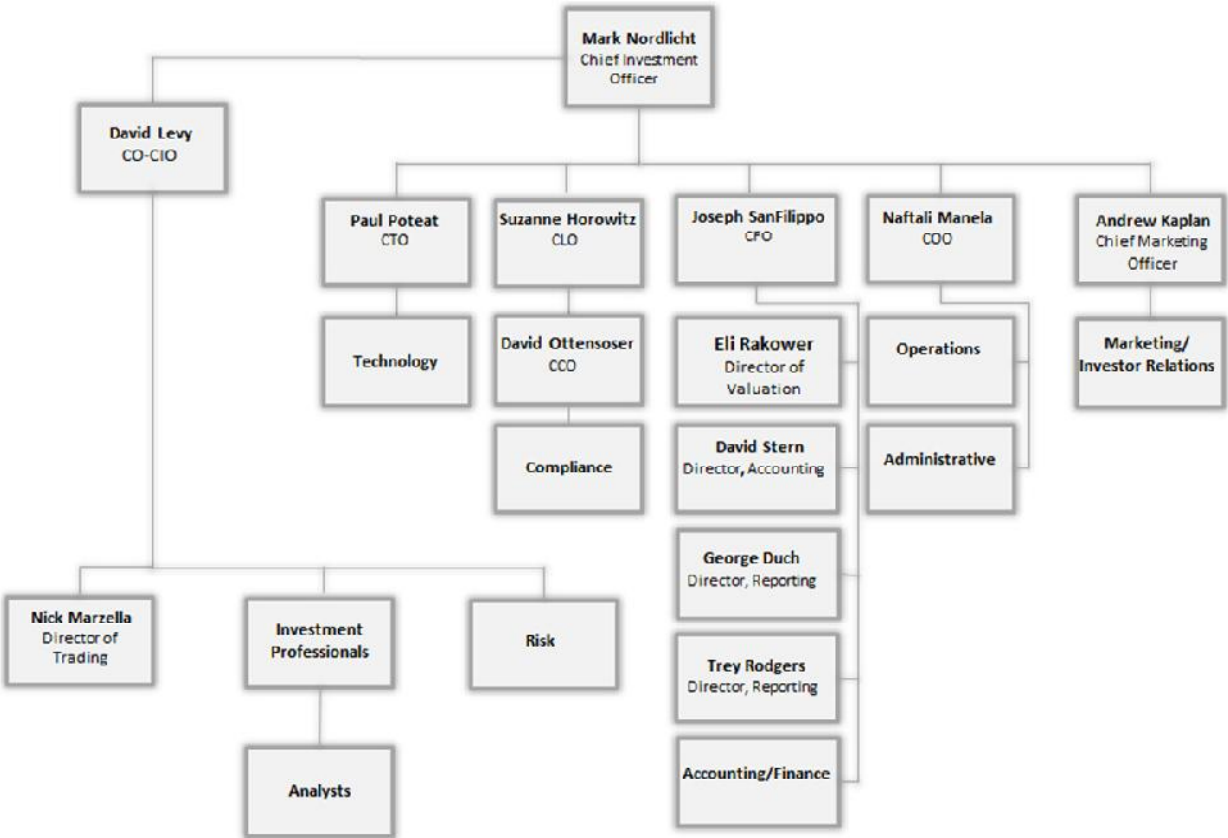 Mark Nordlicht
Chief Investment
Officer
David Levy
CO-CIO
Paul Poteat
CTO
Suzanne Horowitz
CLO
Joseph SanFilippo
CFO
Naftali Manela
COO
Andrew Kaplan
Chief Marketing
Officer
Technology
David Ottensoser
CCO
Eli Rakower
Director of
Valuation
Operations
Marketing/
Investor Relations
Compliance
David Stern
Director, Accounting
Administrative
George Duch
Director, Reporting
Nick Marzella
Director of
Trading
Investment
Professionals
Risk
Trey Rodgers
Director, Reporting
Analysts
Accounting/Finance